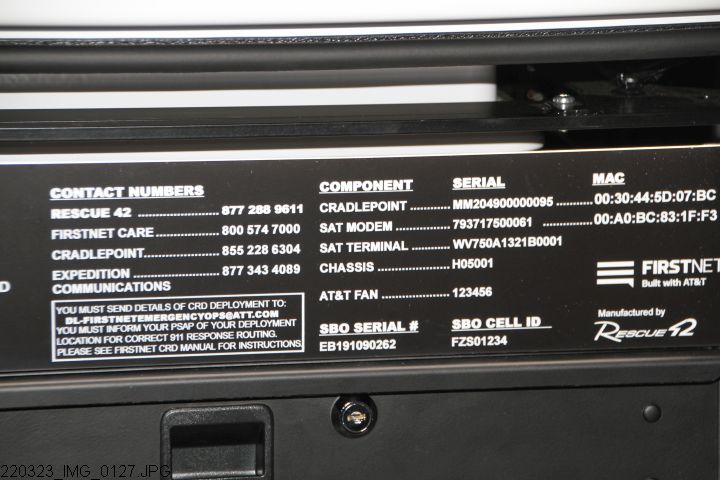 CONTACT NUMBERS
RESCUE 42 ........................ 877 288 9611
FIRSTNET CARE ................ 800 574 7000
CRADLEPOINT ................... 855 228 6304
EXPEDITION ...................... 877 343 4089
COMMUNICATIONS
YOU MUST SEND DETAILS OF CRD DEPLOYMENT TO:
DL-FIRSTNETEMERGENCYOPS@ATT.COM
YOU MUST INFORM YOUR PSAP OF YOUR DEPLOYMENT
LOCATION FOR CORRECT 911 RESPONSE ROUTING.
PLEASE SEE FIRSTNET CRD MANUAL FOR INSTRUCTIONS.
COMPONENT SERIAL MAC
CRADLEPOINT .............. MM204900000095 .......... 00:30:44:5D:07:BC
SAT MODEM ................ 793717500061 ................ 00:A0:BC:83:1F:F3
SAT TERMINAL ........... WV750A1321B0001
CHASSIS ..................... H05001
AT&T FAN .................... 123456
SBO SERIAL # SBO CELL ID
EB191090262 FZS01234
FIRSTNET
Built with AT&T
Manufactured by
RESCUE 42
D
220323_IMG_0127.JPG